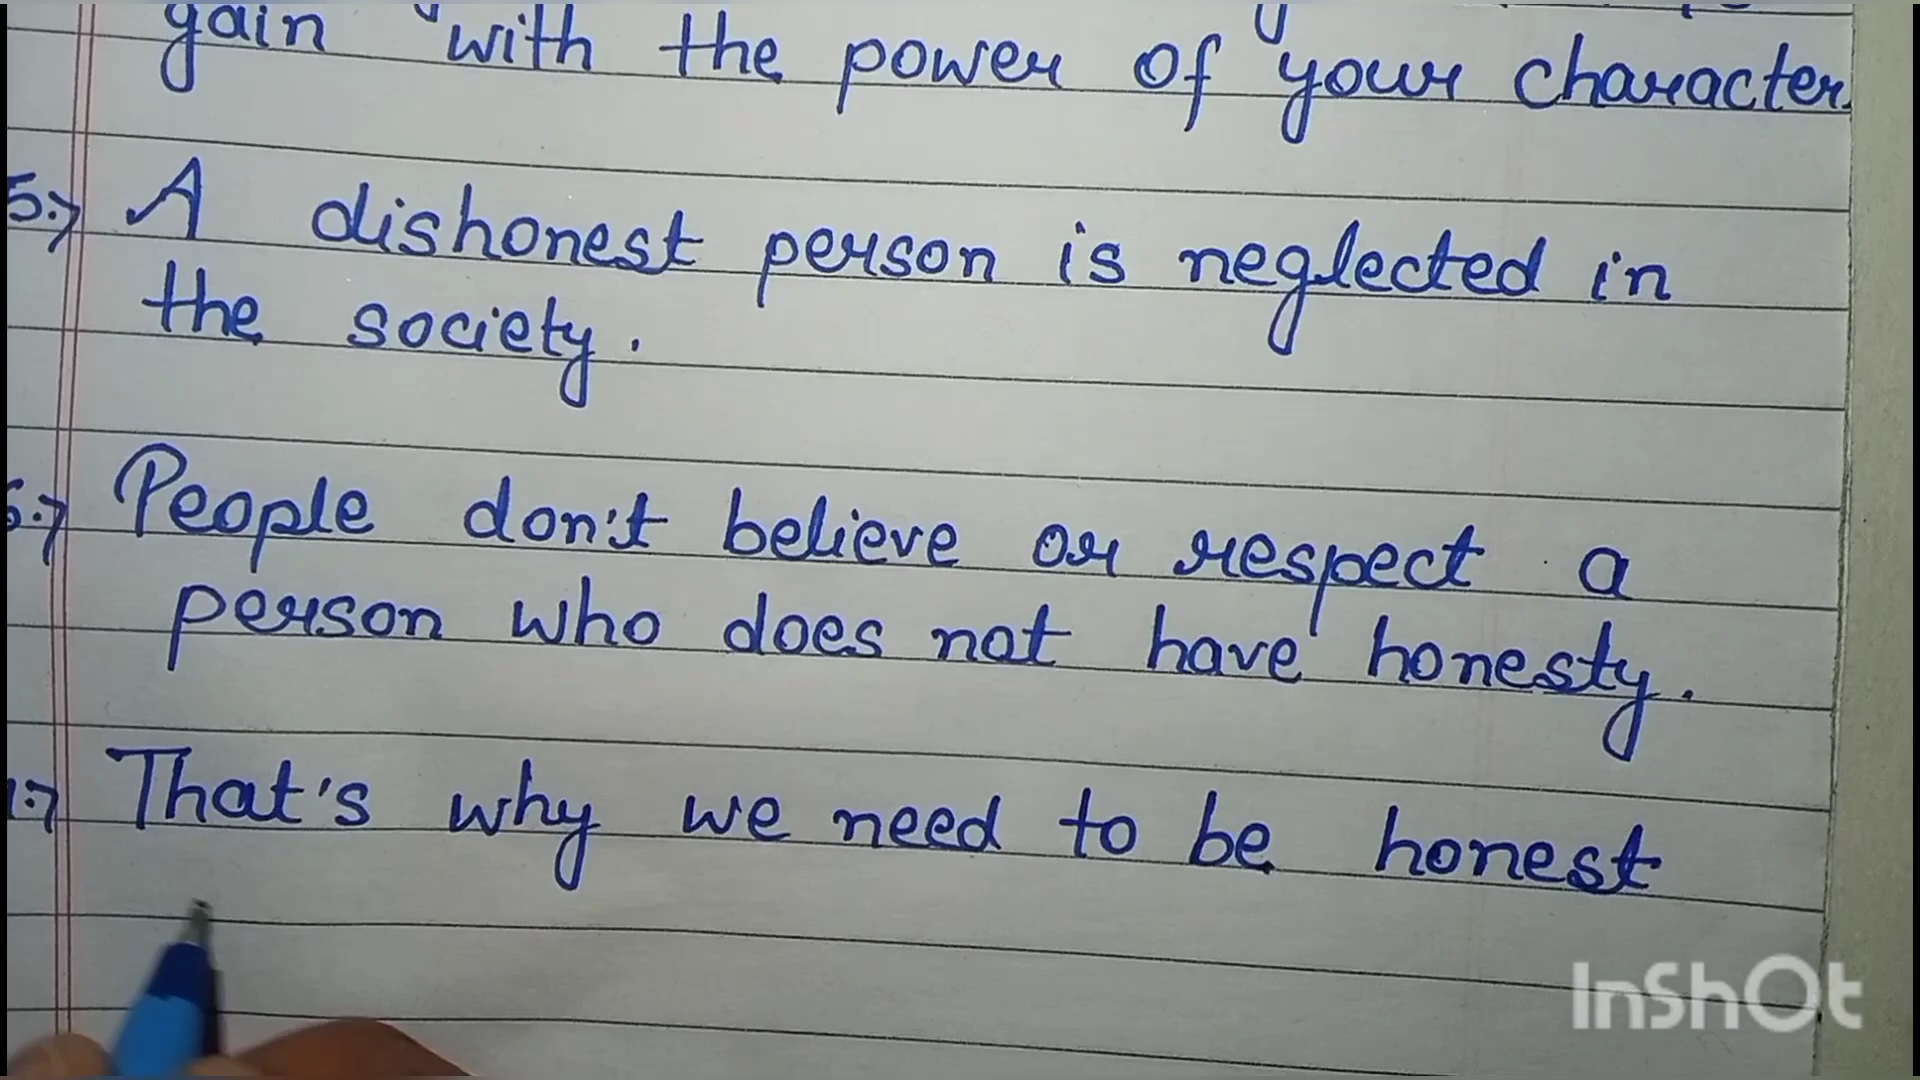 gain with the power of your character.
5.) A dishonest person is neglected in
the society.
6.) People don't believe or respect a
person who does not have honesty.
That's why we need to be honest
InShOt